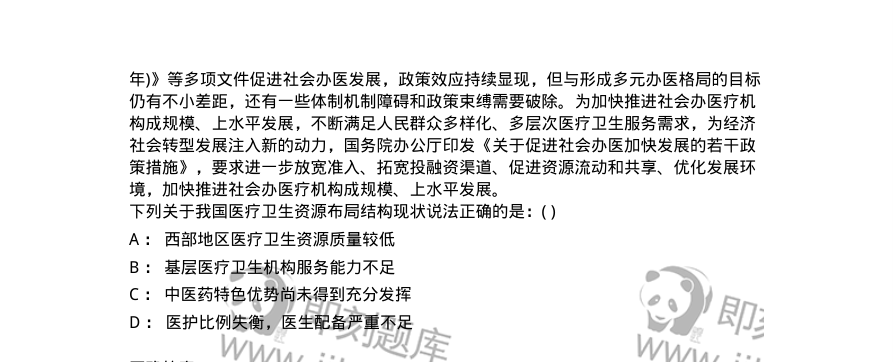 年)》等多项文件促进社会办医发展，政策效应持续显现，但与形成多元办医格局的目标
仍有不小差距，还有一些体制机制障碍和政策束缚需要破除。为加快推进社会办医疗机
构成规模、上水平发展，不断满足人民群众多样化、多层次医疗卫生服务需求，为经济
社会转型发展注入新的动力，国务院办公厅印发《关于促进社会办医加快发展的若干政
策措施》，要求进一步放宽准入、拓宽投融资渠道、促进资源流动和共享、优化发展环
境，加快推进社会办医疗机构成规模、上水平发展。
下列关于我国医疗卫生资源布局结构现状说法正确的是：( )
A ： 西部地区医疗卫生资源质量较低
B ： 基层医疗卫生机构服务能力不足
C ： 中医药特色优势尚未得到充分发挥
D ： 医护比例失衡，医生配备严重不足
即刻题库
即刻